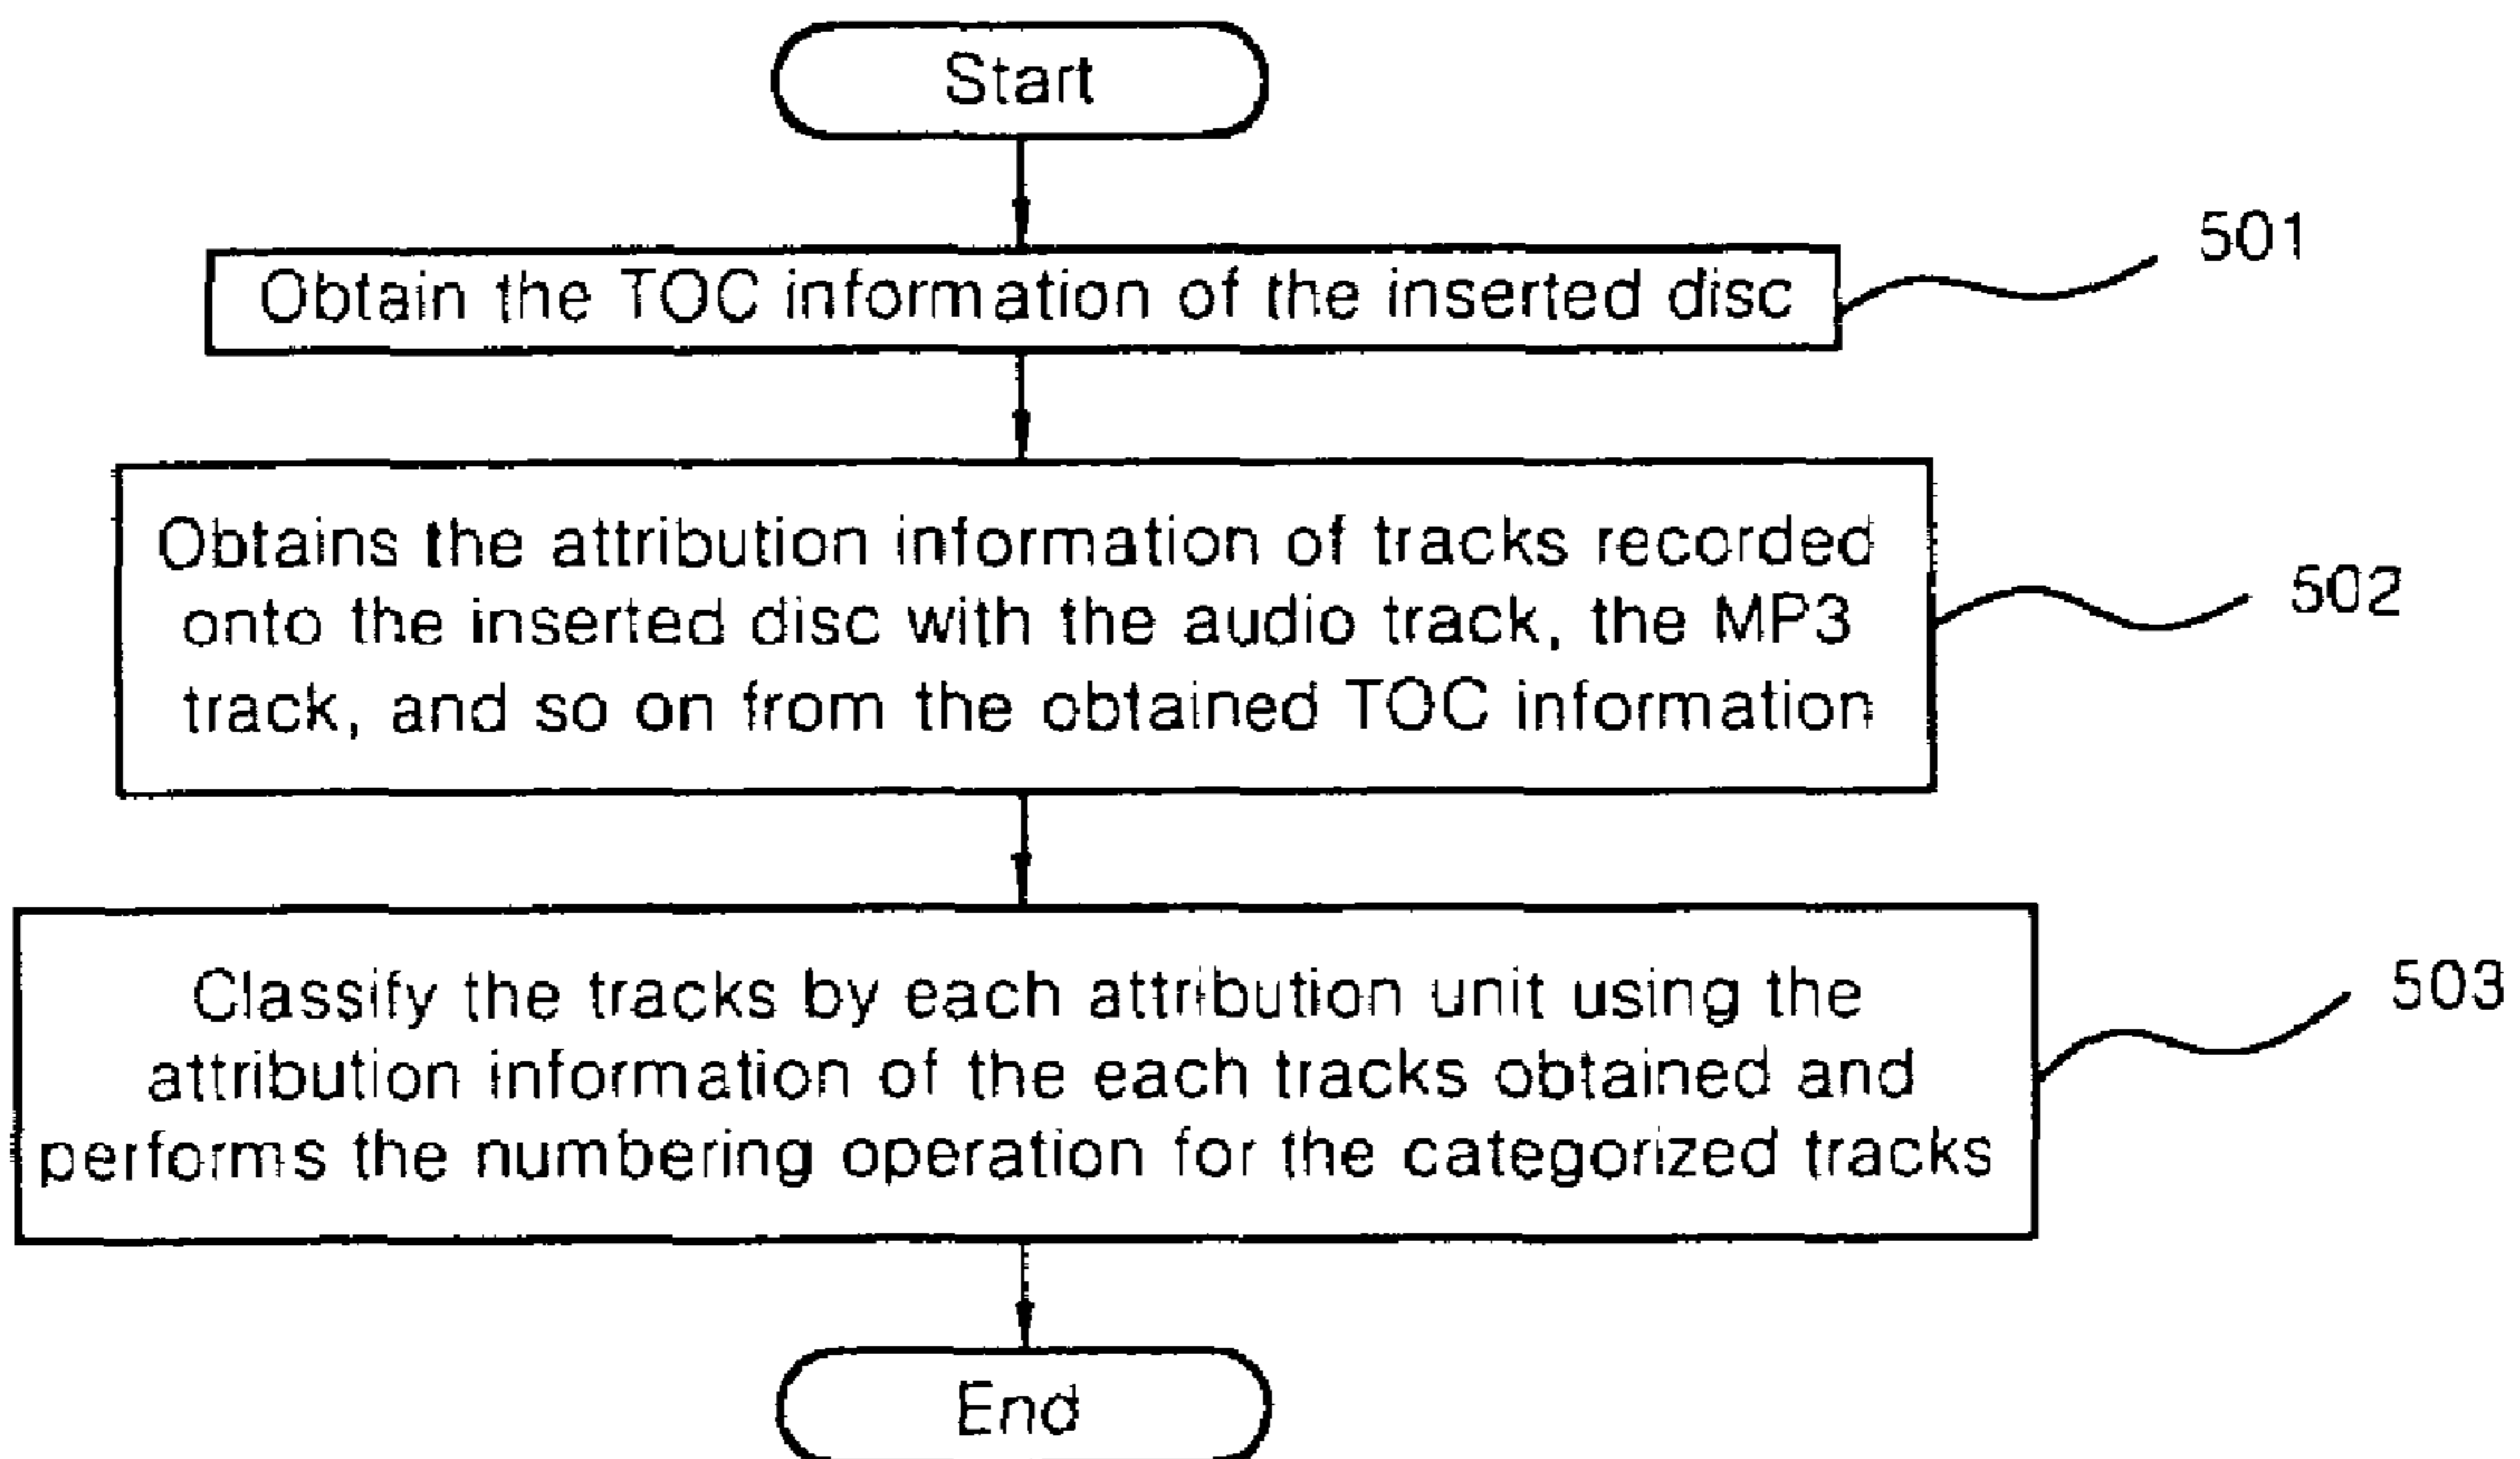 Start
Obtain the TOC information of the inserted disc
501
Obtains the attribution information of tracks recorded
onto the inserted disc with the audio track, the MP3
track, and so on from the obtained TOC information
502
Classify the tracks by each attribution unit using the
attribution information of the each tracks obtained and
performs the numbering operation for the categorized tracks
503
End